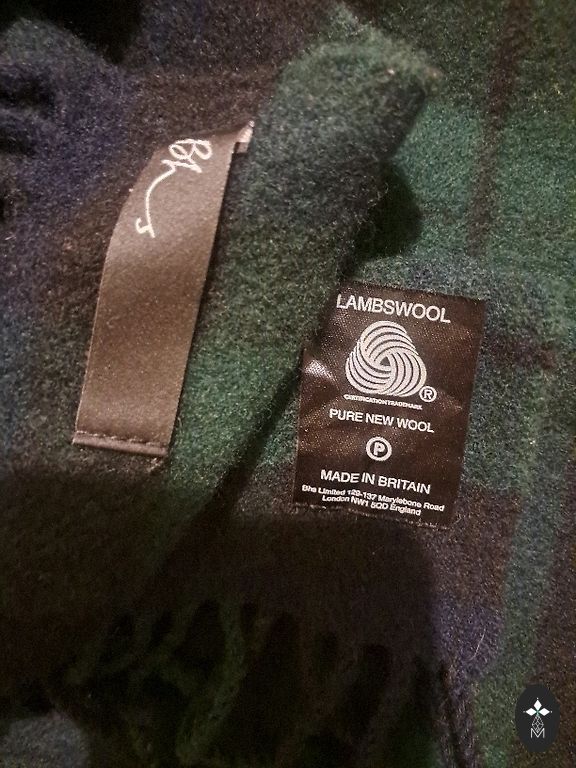 Bhs
LAMBSWOOL
®
CERTIFICATION TRADEMARK
PURE NEW WOOL
P
MADE IN BRITAIN
Bhs Limited 129-137 Marylebone Road
London NW1 5QD England
M